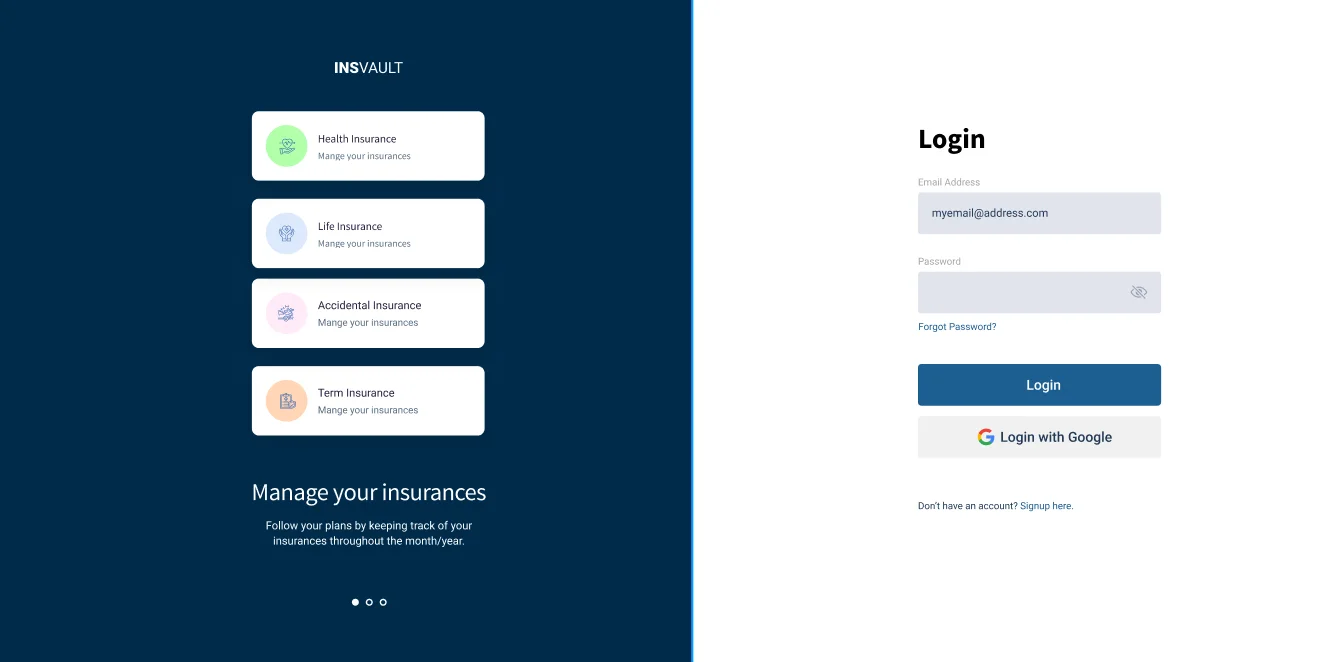 INSVAULT
Health Insurance
Mange your insurances
Life Insurance
Mange your insurances
Accidental Insurance
Mange your insurances
Term Insurance
Mange your insurances
Manage your insurances
Follow your plans by keeping track of your
insurances throughout the month/year.
Login
Email Address
myemail@address.com
Password
Forgot Password?
Login
Login with Google
Don't have an account? Signup here.